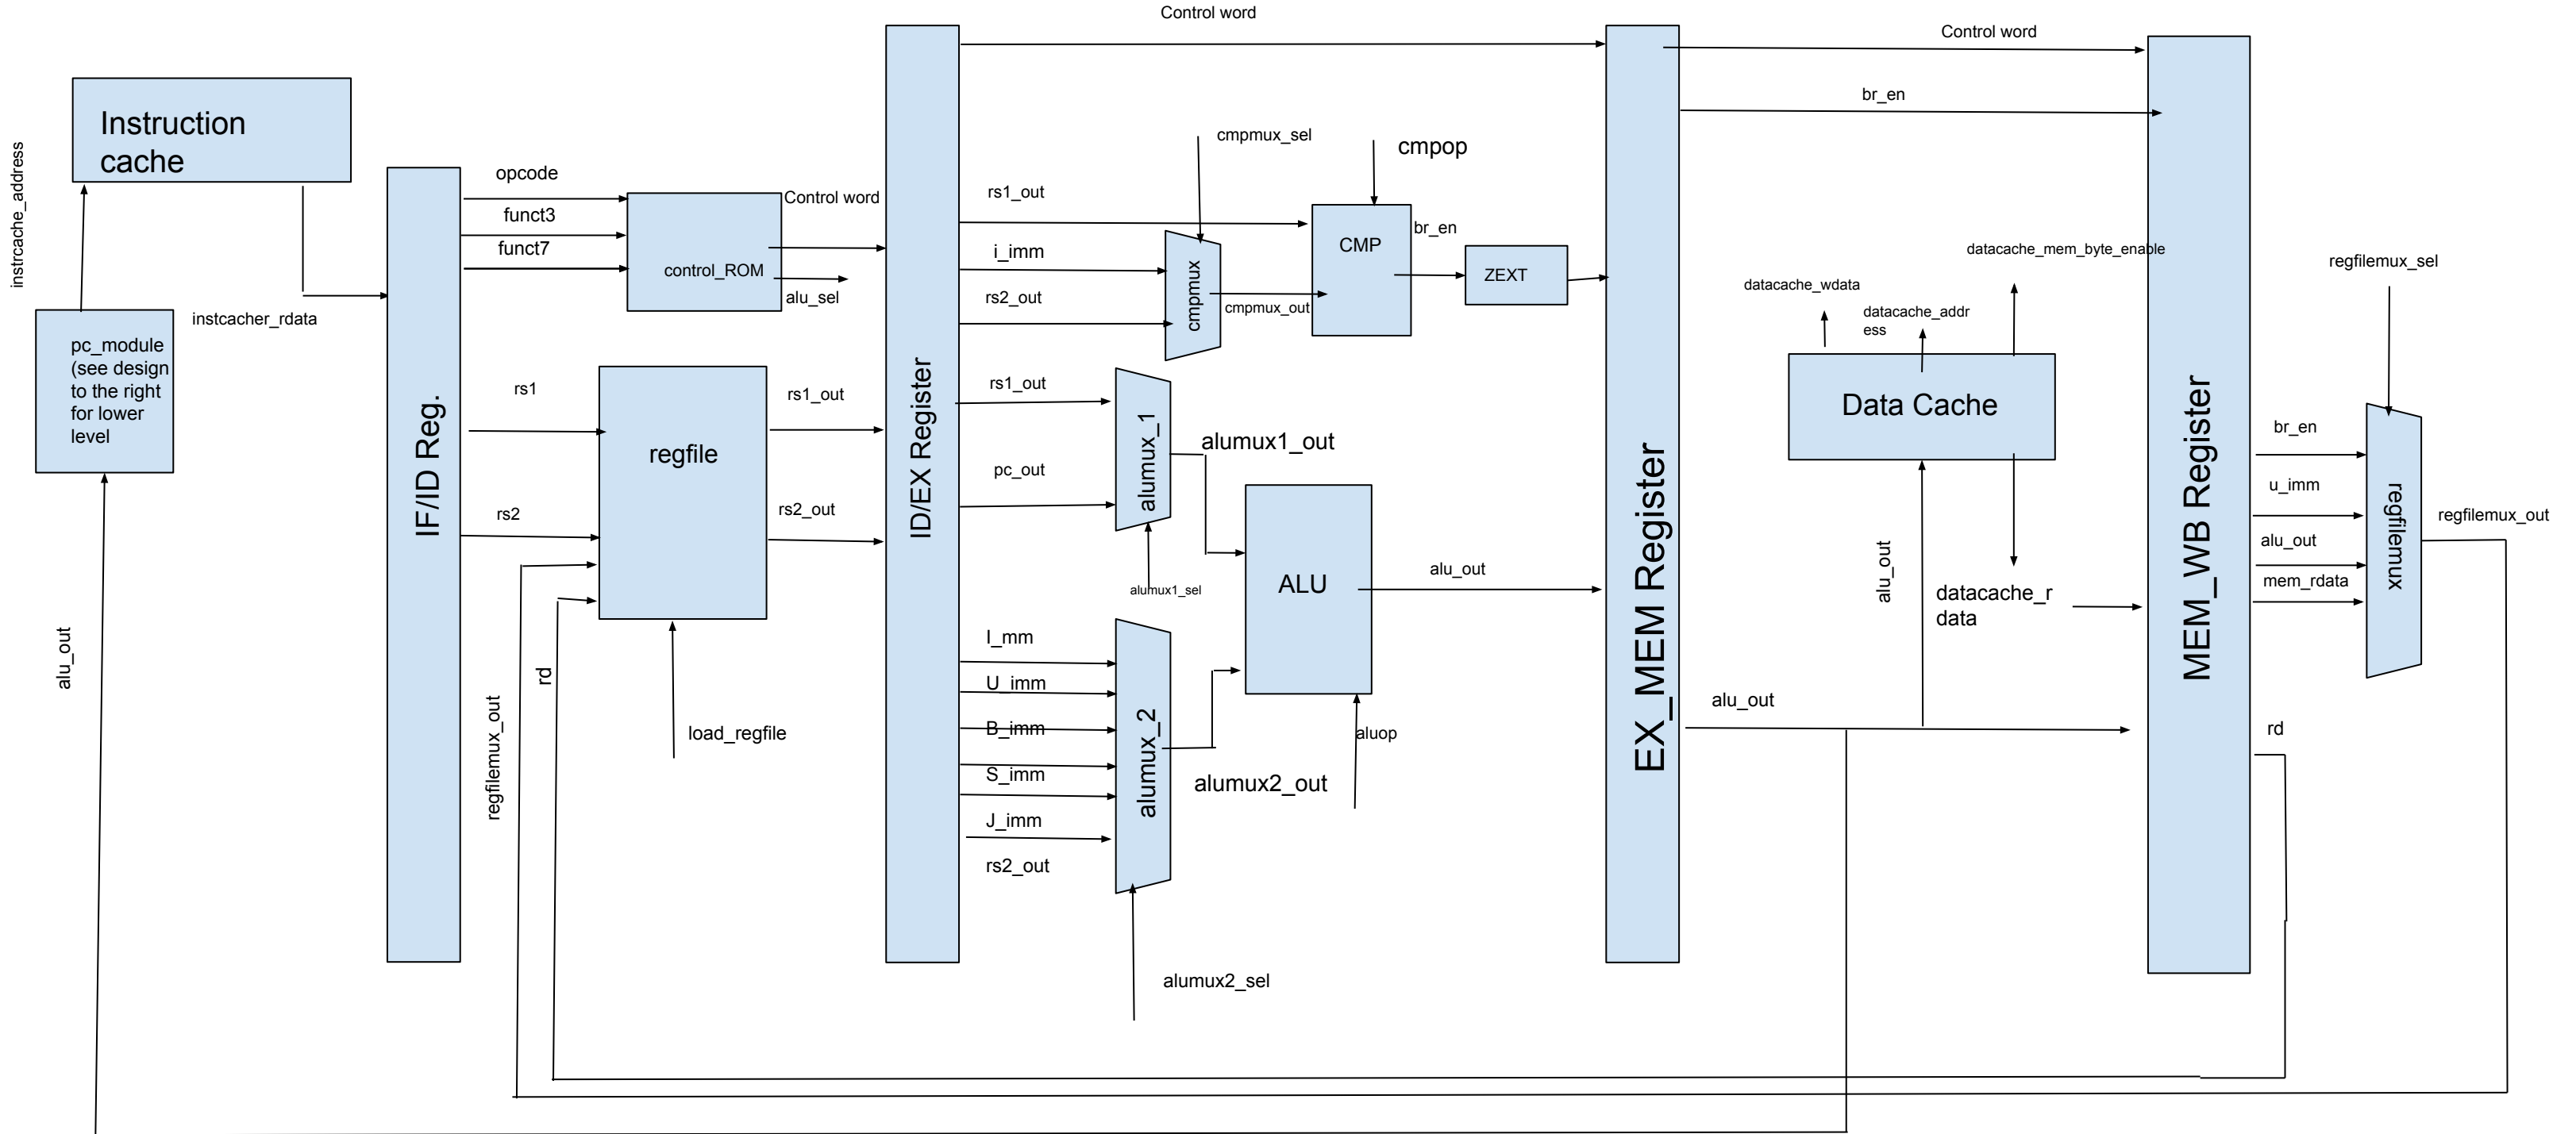 Control word
Control word
Instruction
cache
instrcache_address
instcacher_rdata
pc_module
(see design
to the right
for lower
level
alu_out
IF/ID Reg.
opcode
funct3
funct7
control_ROM
Control word
alu_sel
rs1
rs2
regfile
rs1_out
rs2_out
regfilemux_out
rd
load_regfile
ID/EX Register
rs1_out
i_imm
rs2_out
cmpmux_sel
cmpmux
cmpmux_out
cmpop
CMP
br_en
ZEXT
rs1_out
pc_out
alumux_1
alumux1_out
alumux1_sel
I_mm
U_imm
B_imm
S_imm
J_imm
rs2_out
alumux_2
alumux2_out
alumux2_sel
ALU
aluop
alu_out
EX_MEM Register
br_en
datacache_wdata
datacache_addr
ess
datacache_mem_byte_enable
Data Cache
alu_out
datacache_r
data
alu_out
MEM_WB Register
regfilemux_sel
br_en
u_imm
alu_out
mem_rdata
regfilemux
regfilemux_out
rd